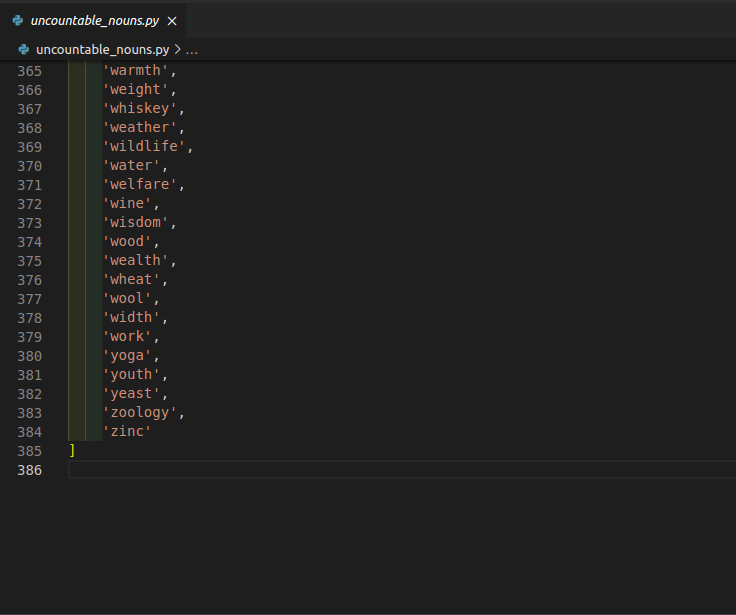 uncountable_nouns.py ×
uncountable_nouns.py > ...
365 'warmth',
366 'weight',
367 'whiskey',
368 'weather',
369 'wildlife',
370 'water',
371 'welfare',
372 'wine',
373 'wisdom',
374 'wood',
375 'wealth',
376 'wheat',
377 'wool',
378 'width',
379 'work',
380 'yoga',
381 'youth',
382 'yeast',
383 'zoology',
384 'zinc'
385 ]
386